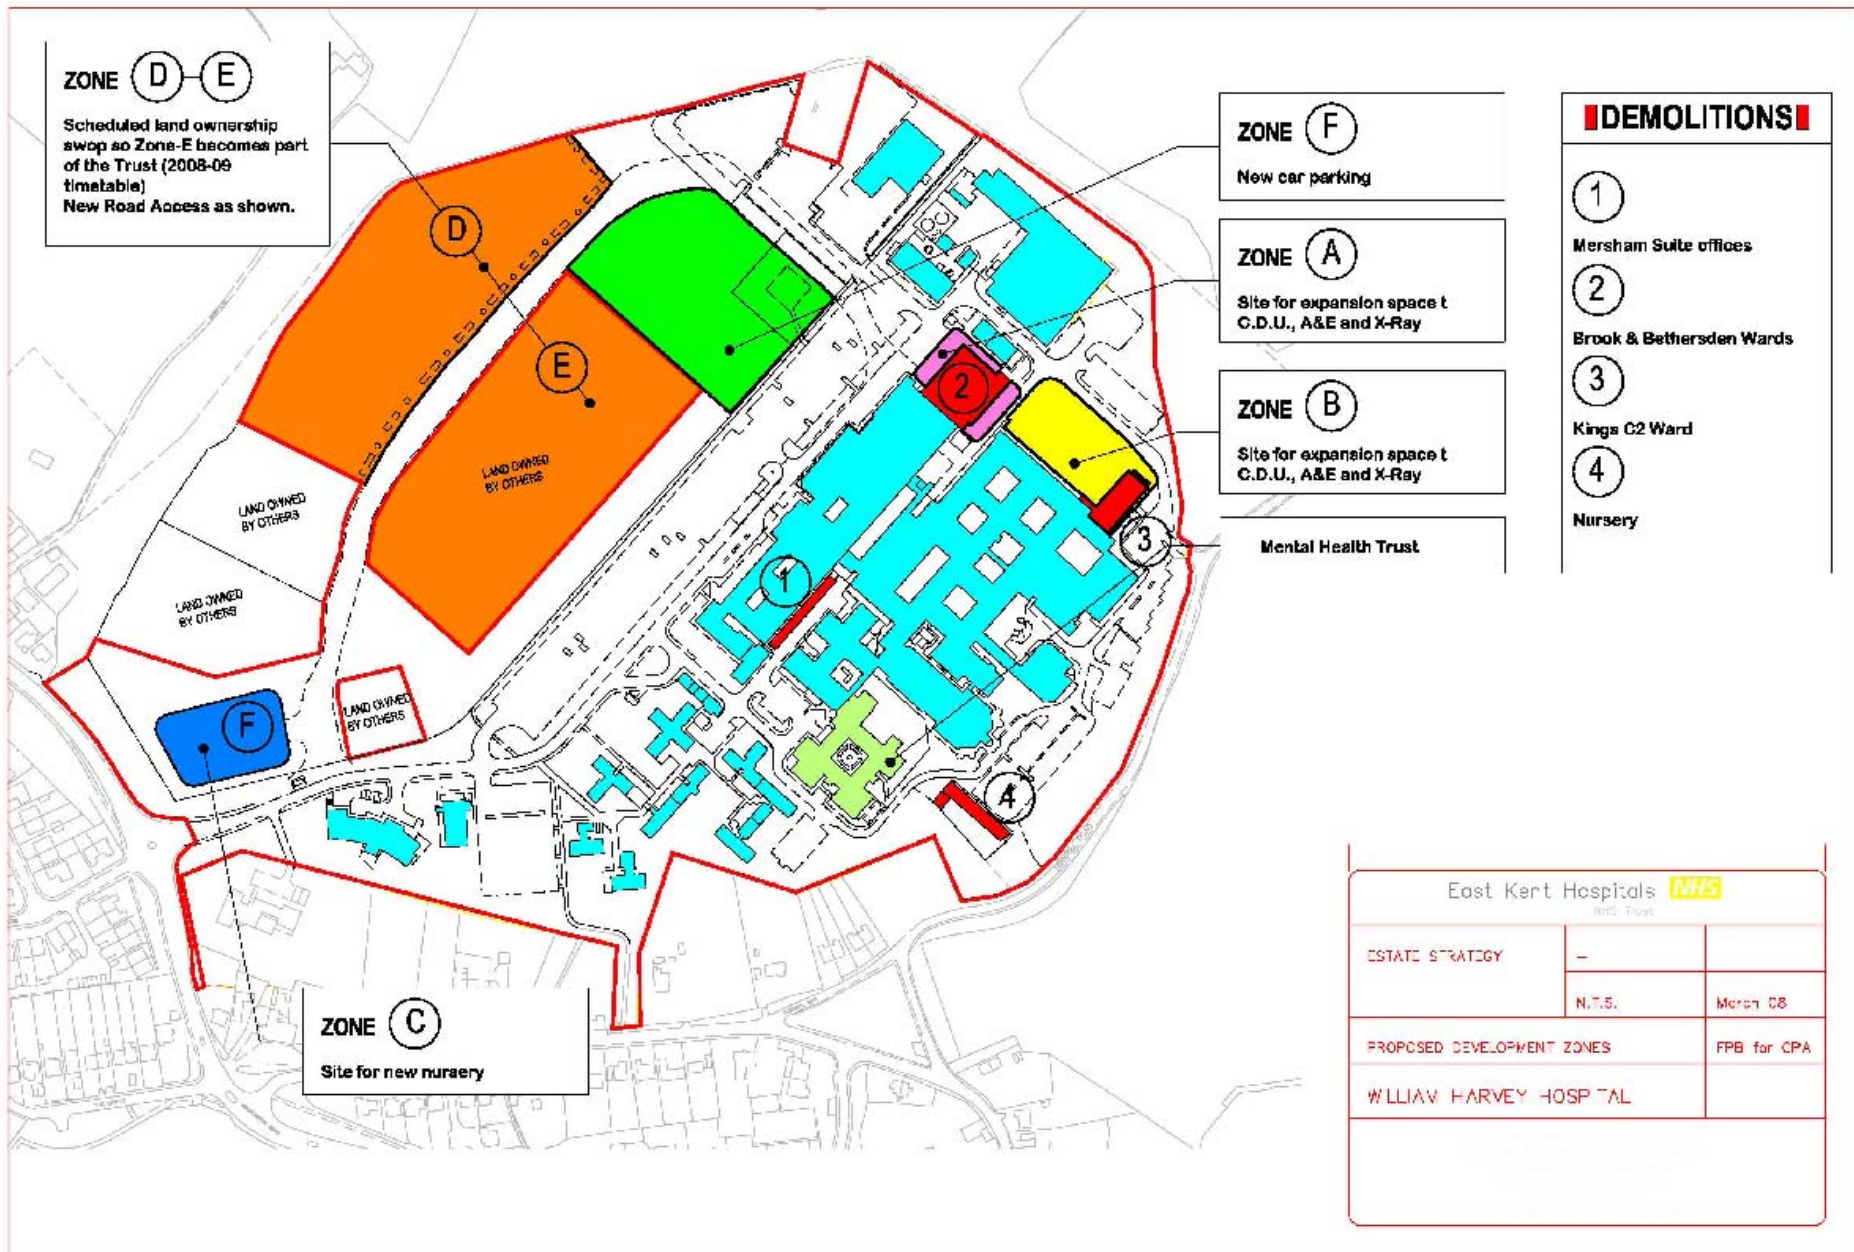 ZONE D E
Scheduled land ownership
swop so Zone-E becomes part
of the Trust (2008-09
timetable)
New Road Access as shown.
ZONE F
New car parking
ZONE A
Site for expansion space t
C.D.U., A&E and X-Ray
ZONE B
Site for expansion space t
C.D.U., A&E and X-Ray
Mental Health Trust
DEMOLITIONS
1
Mersham Suite offices
2
Brook & Bethersden Wards
3
Kings C2 Ward
4
Nursery
D
E
LAND OWNED
BY OTHERS
LAND OWNED
BY OTHERS
LAND OWNED
BY OTHERS
LAND OWNED
BY OTHERS
F
1
2
3
4
ZONE C
Site for new nursery
East Kent Hospitals NHS
NHS Trust
ESTATE STRATEGY
–
N.T.S.
March 08
PROPOSED DEVELOPMENT ZONES
FPB for CPA
WILLIAM HARVEY HOSPITAL